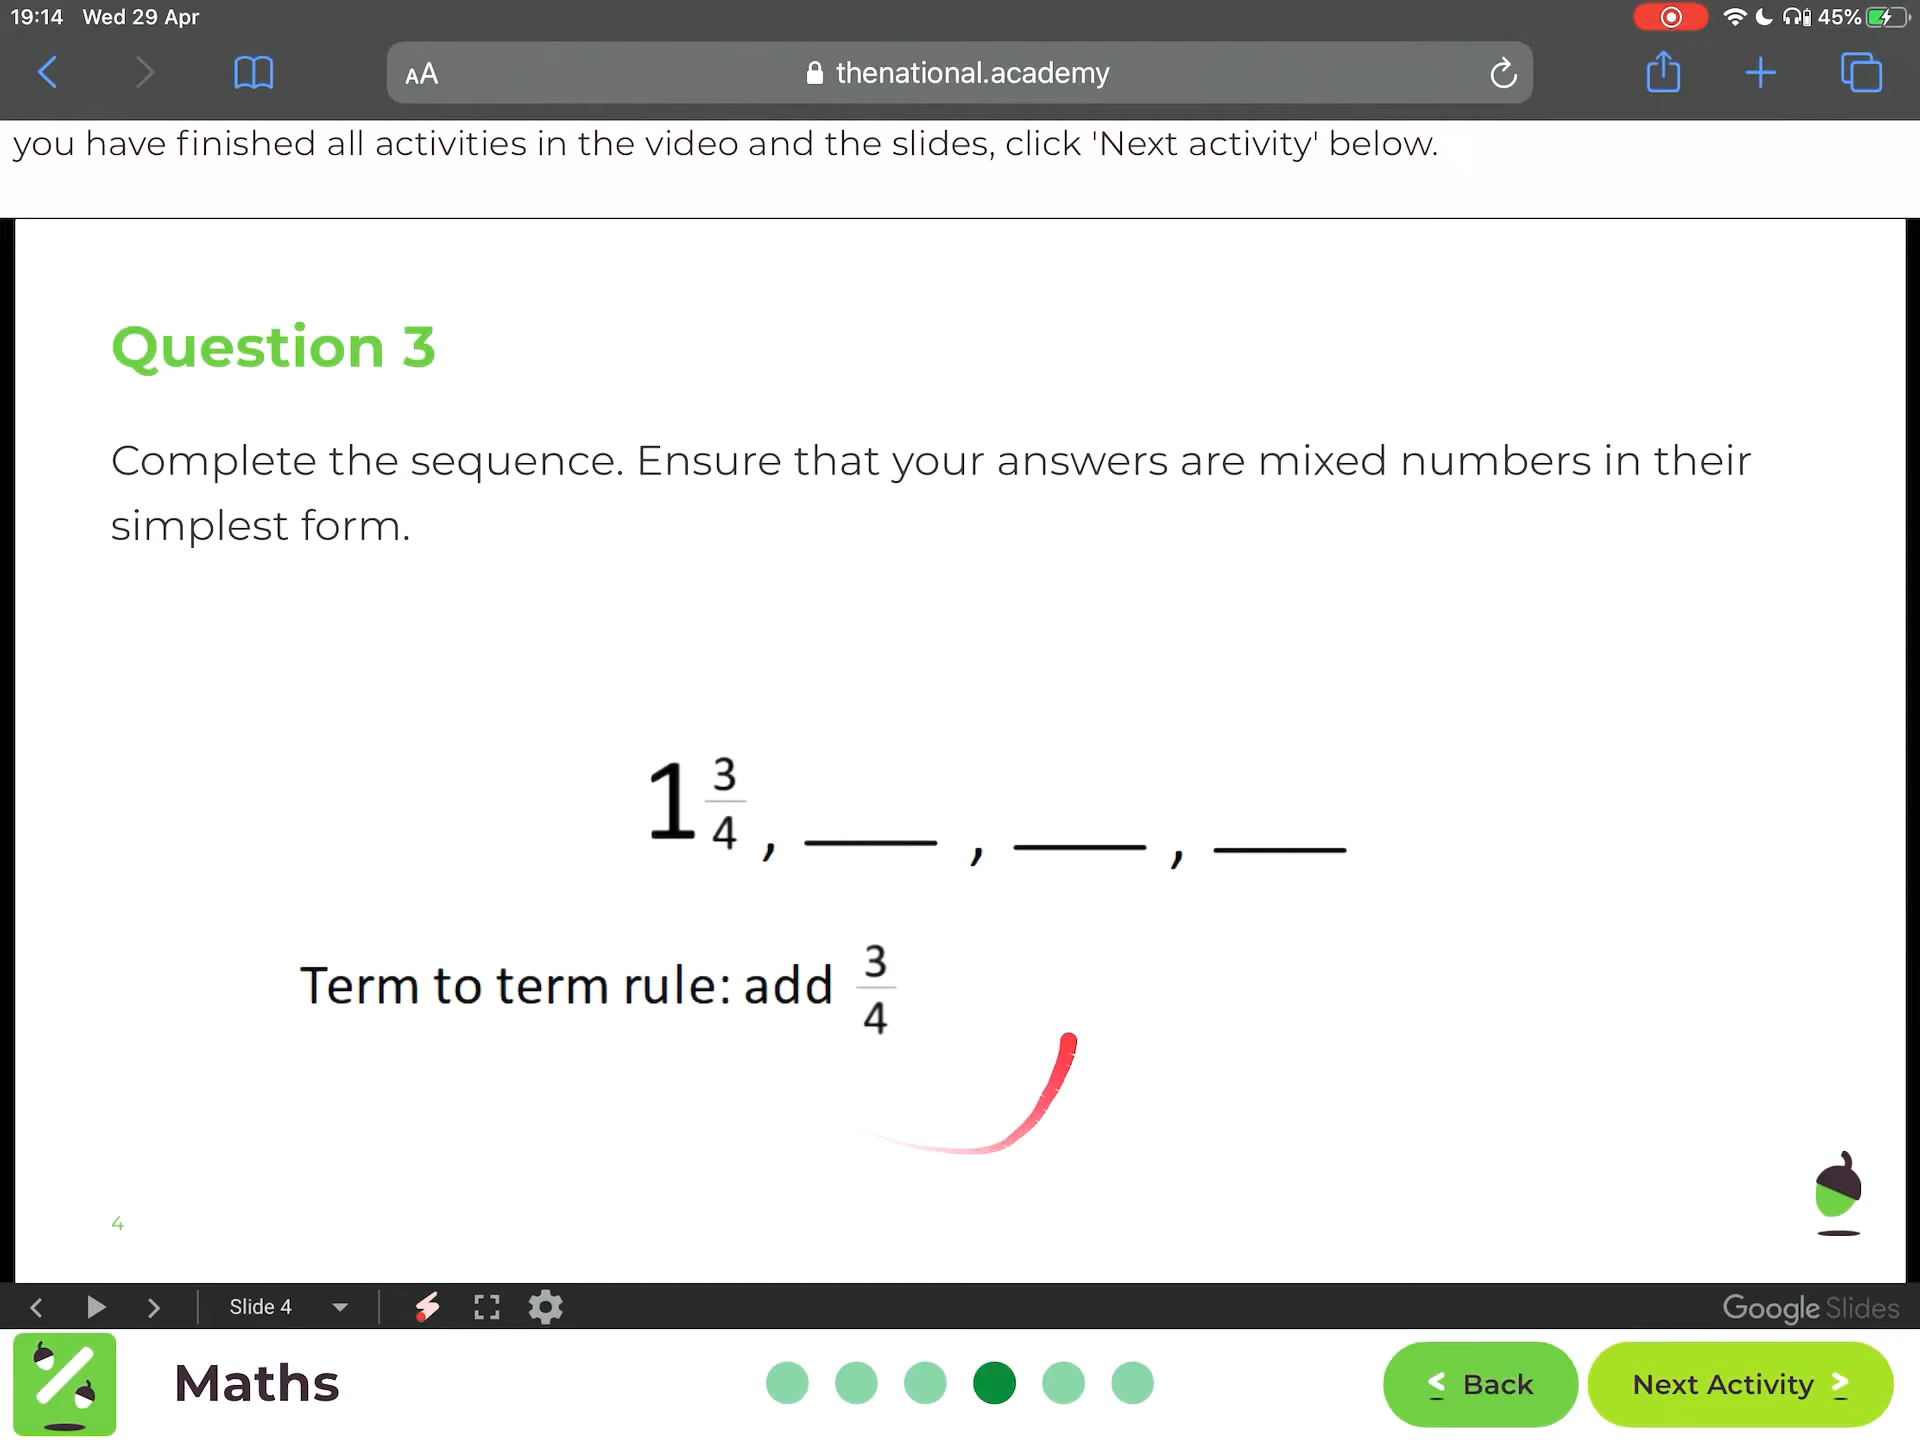 19:14 Wed 29 Apr 45%
AA thenational.academy
you have finished all activities in the video and the slides, click 'Next activity' below.
Question 3
Complete the sequence. Ensure that your answers are mixed numbers in their
simplest form.
1 3/4 , ___ , ___ , ___
Term to term rule: add 3/4
4
Slide 4 Google Slides
Maths < Back Next Activity >